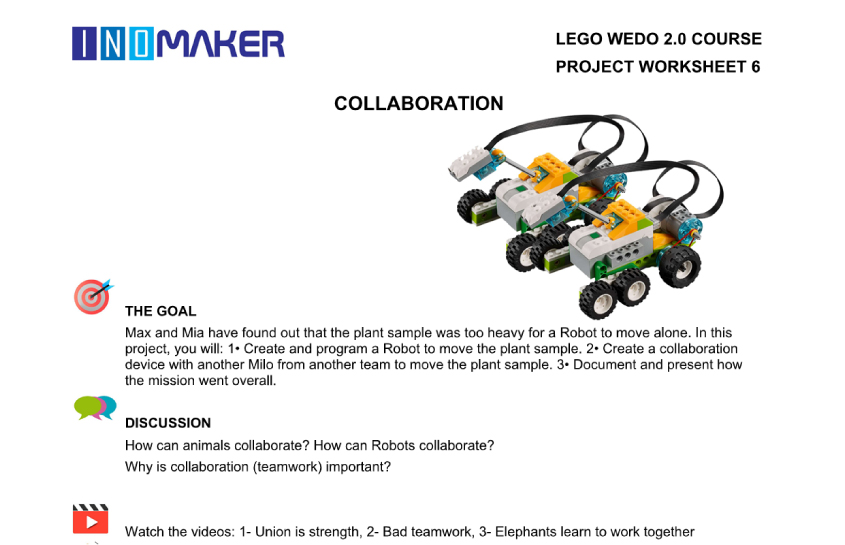 INOMAKER
LEGO WEDO 2.0 COURSE
PROJECT WORKSHEET 6
COLLABORATION
THE GOAL
Max and Mia have found out that the plant sample was too heavy for a Robot to move alone. In this
project, you will: 1• Create and program a Robot to move the plant sample. 2• Create a collaboration
device with another Milo from another team to move the plant sample. 3• Document and present how
the mission went overall.
DISCUSSION
How can animals collaborate? How can Robots collaborate?
Why is collaboration (teamwork) important?
Watch the videos: 1- Union is strength, 2- Bad teamwork, 3- Elephants learn to work together